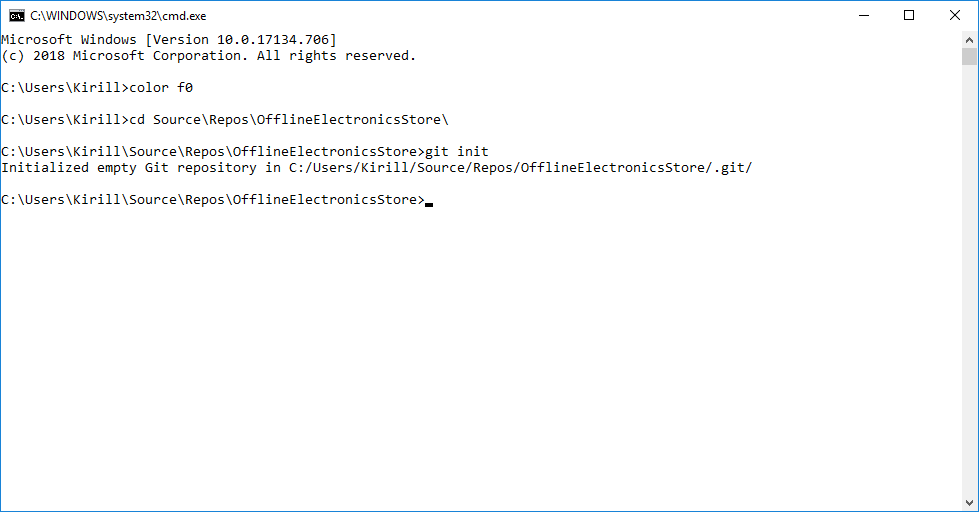 C:\WINDOWS\system32\cmd.exe
Microsoft Windows [Version 10.0.17134.706]
(c) 2018 Microsoft Corporation. All rights reserved.
C:\Users\Kirill>color f0
C:\Users\Kirill>cd Source\Repos\OfflineElectronicsStore\
C:\Users\Kirill\Source\Repos\OfflineElectronicsStore>git init
Initialized empty Git repository in C:/Users/Kirill/Source/Repos/OfflineElectronicsStore/.git/
C:\Users\Kirill\Source\Repos\OfflineElectronicsStore>